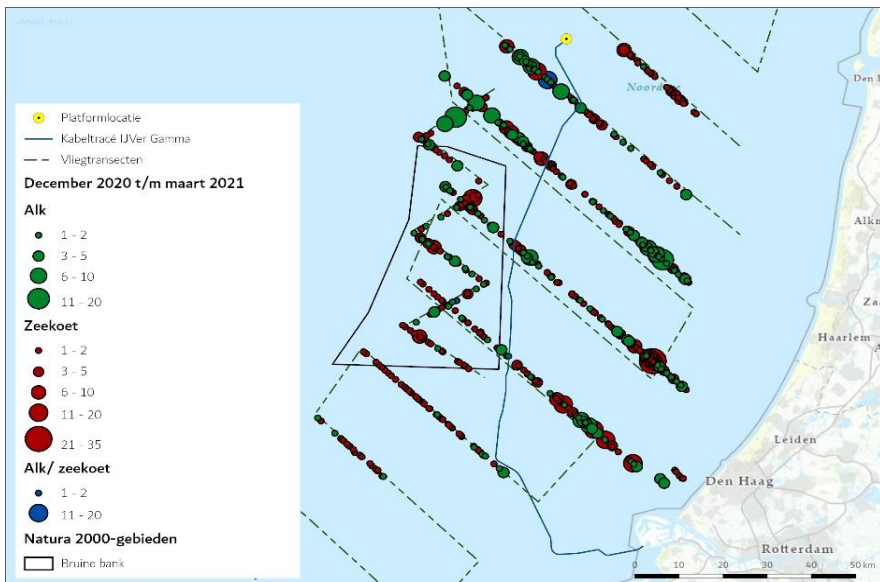 Platformlocatie
Kabeltracé IJVer Gamma
Vliegtransecten
December 2020 t/m maart 2021
Alk
1 - 2
3 - 5
6 - 10
11 - 20
Zeekoet
1 - 2
3 - 5
6 - 10
11 - 20
21 - 35
Alk/ zeekoet
1 - 2
11 - 20
Natura 2000-gebieden
Bruine bank
Den
Alkm
Haarlem
Leiden
Den Haag
Rotterdam
0 10 20 30 40 50 km